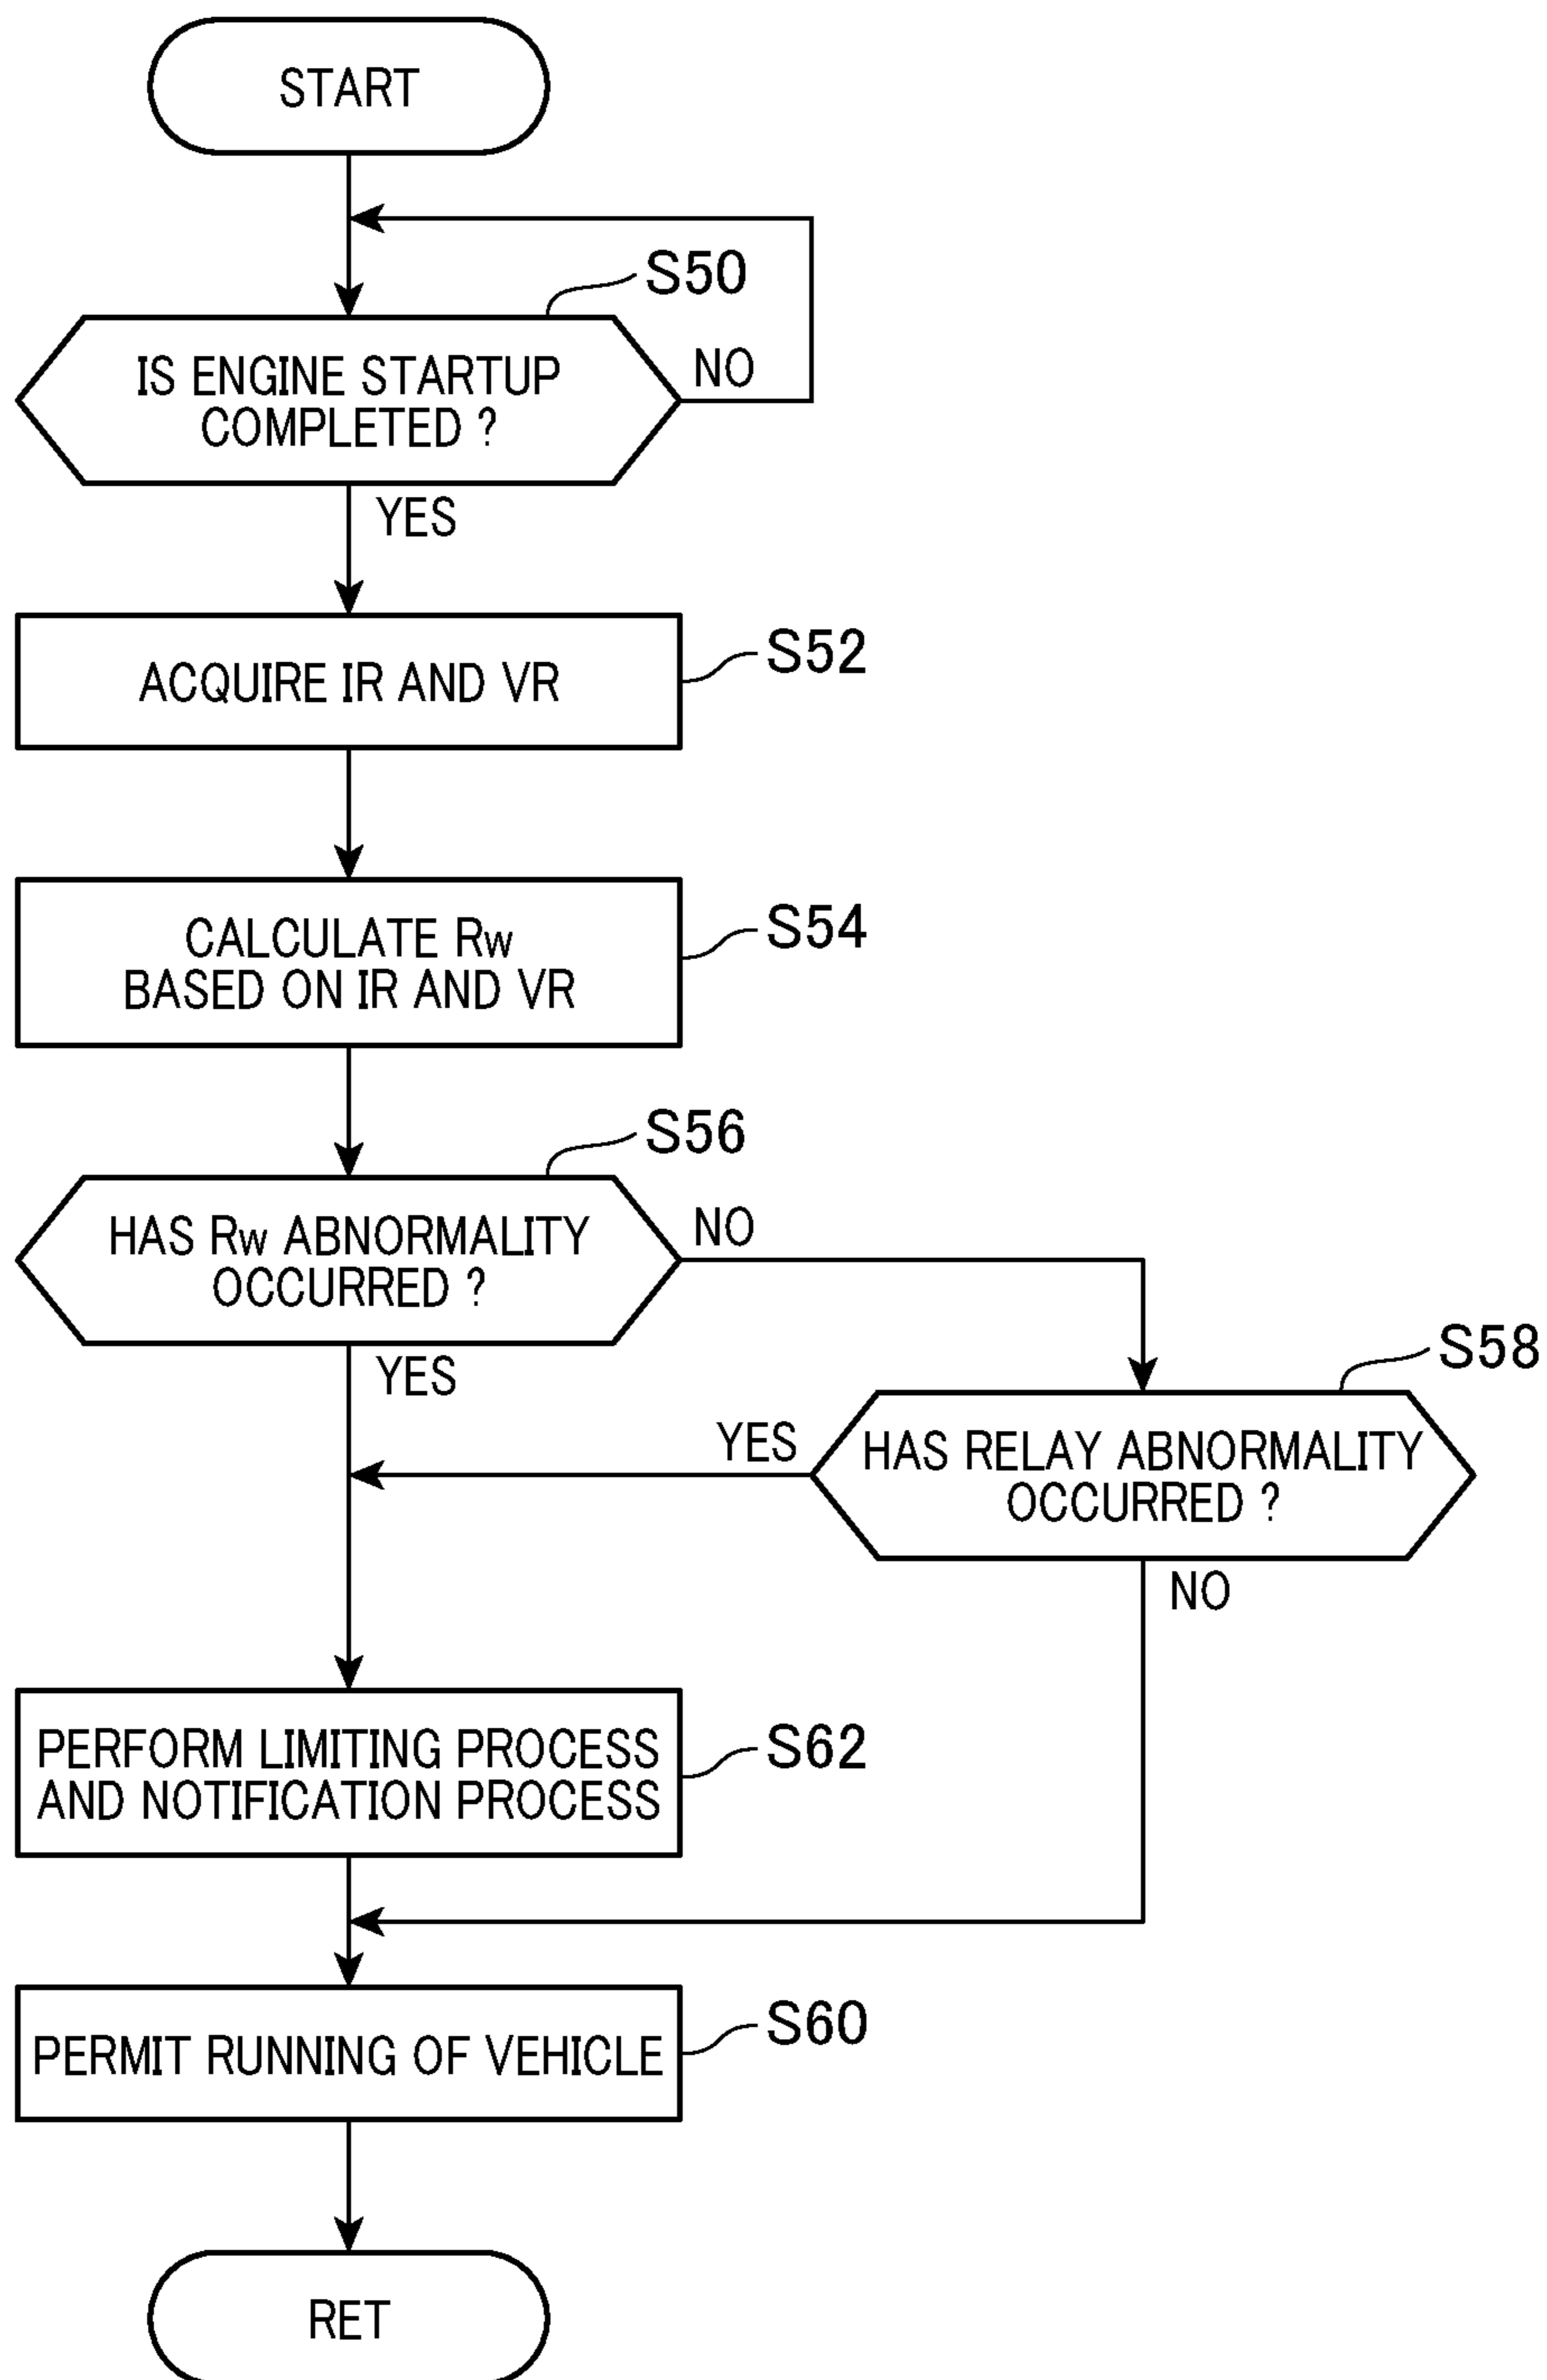 START
S50
IS ENGINE STARTUP
COMPLETED ?
NO
YES
ACQUIRE IR AND VR
S52
CALCULATE Rw
BASED ON IR AND VR
S54
S56
HAS Rw ABNORMALITY
OCCURRED ?
NO
YES
S58
YES
HAS RELAY ABNORMALITY
OCCURRED ?
NO
PERFORM LIMITING PROCESS
AND NOTIFICATION PROCESS
S62
PERMIT RUNNING OF VEHICLE
S60
RET